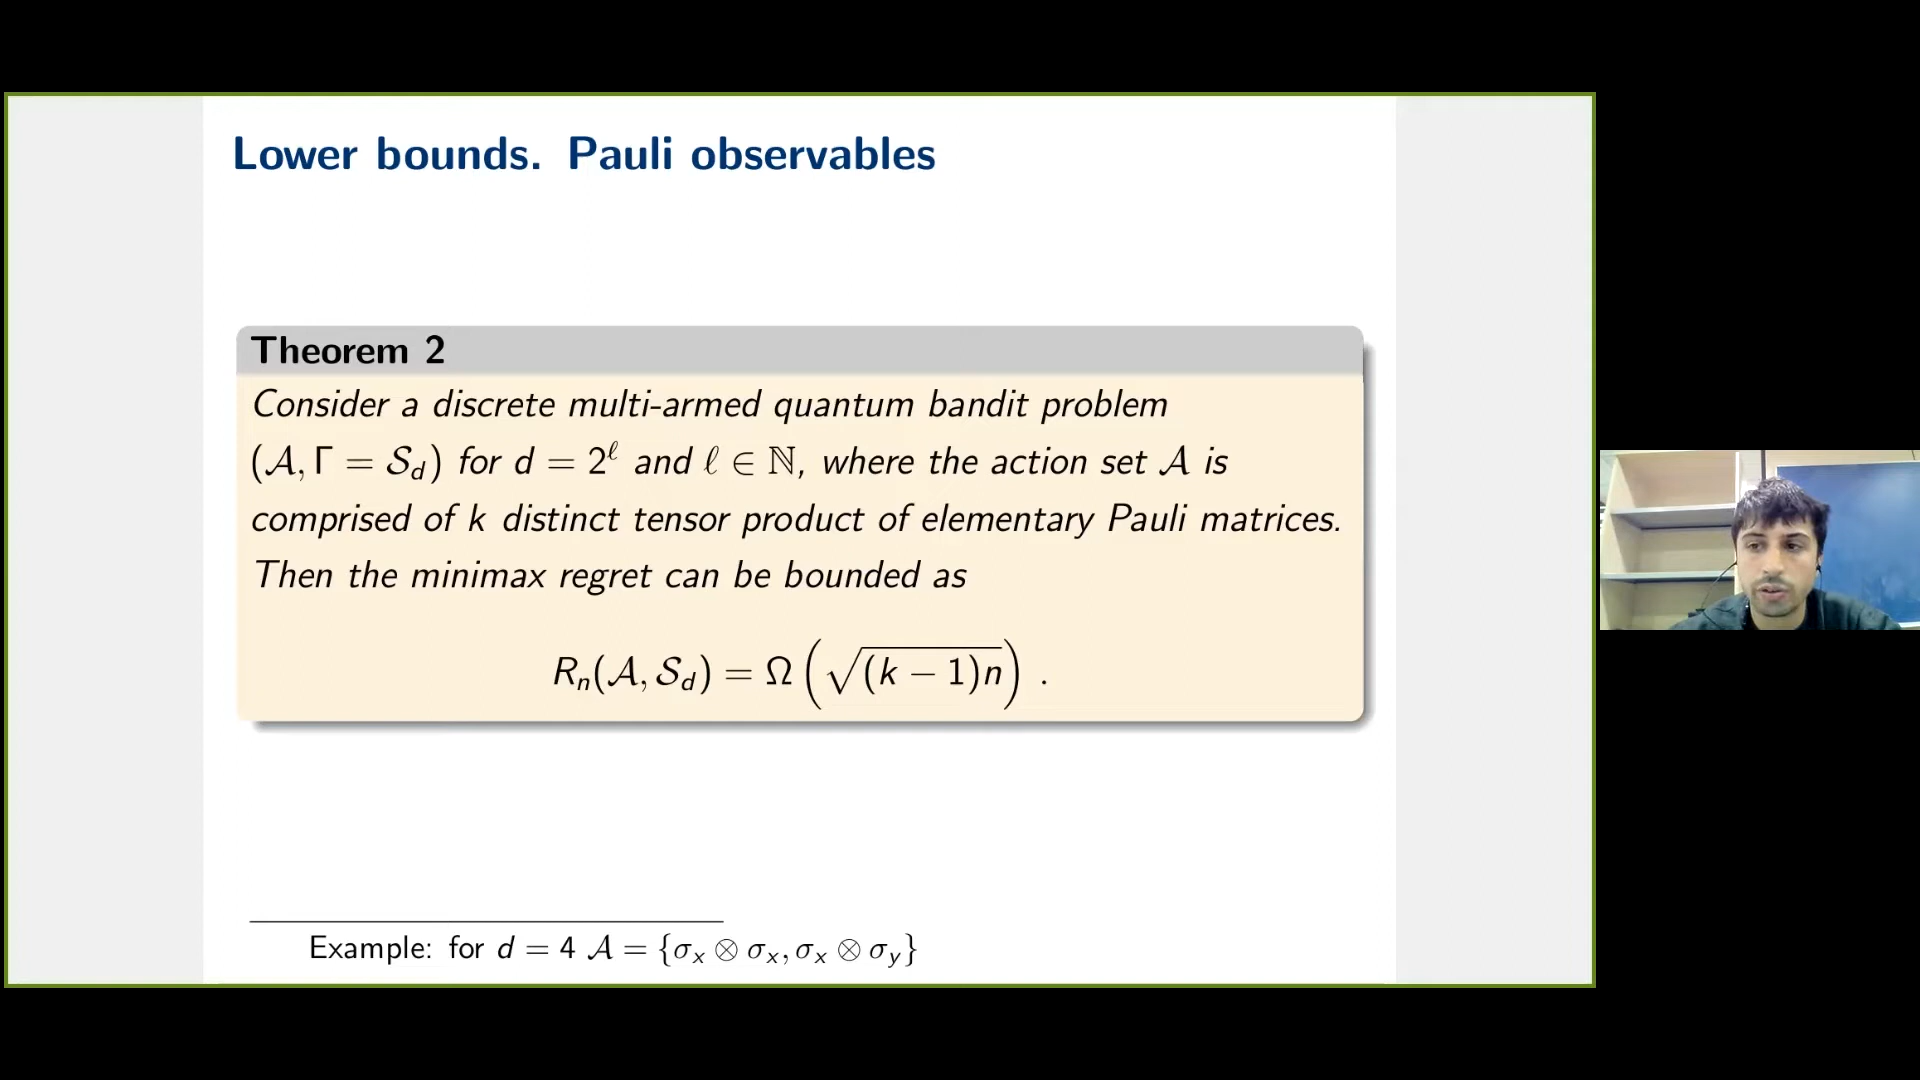 Lower bounds. Pauli observables
Theorem 2
Consider a discrete multi-armed quantum bandit problem
(𝒜, Γ = 𝒮_d) for d = 2^ℓ and ℓ ∈ ℕ, where the action set 𝒜 is
comprised of k distinct tensor product of elementary Pauli matrices.
Then the minimax regret can be bounded as
R_n(𝒜, 𝒮_d) = Ω(√((k − 1)n)) .
Example: for d = 4 𝒜 = {σ_x ⊗ σ_x, σ_x ⊗ σ_y}